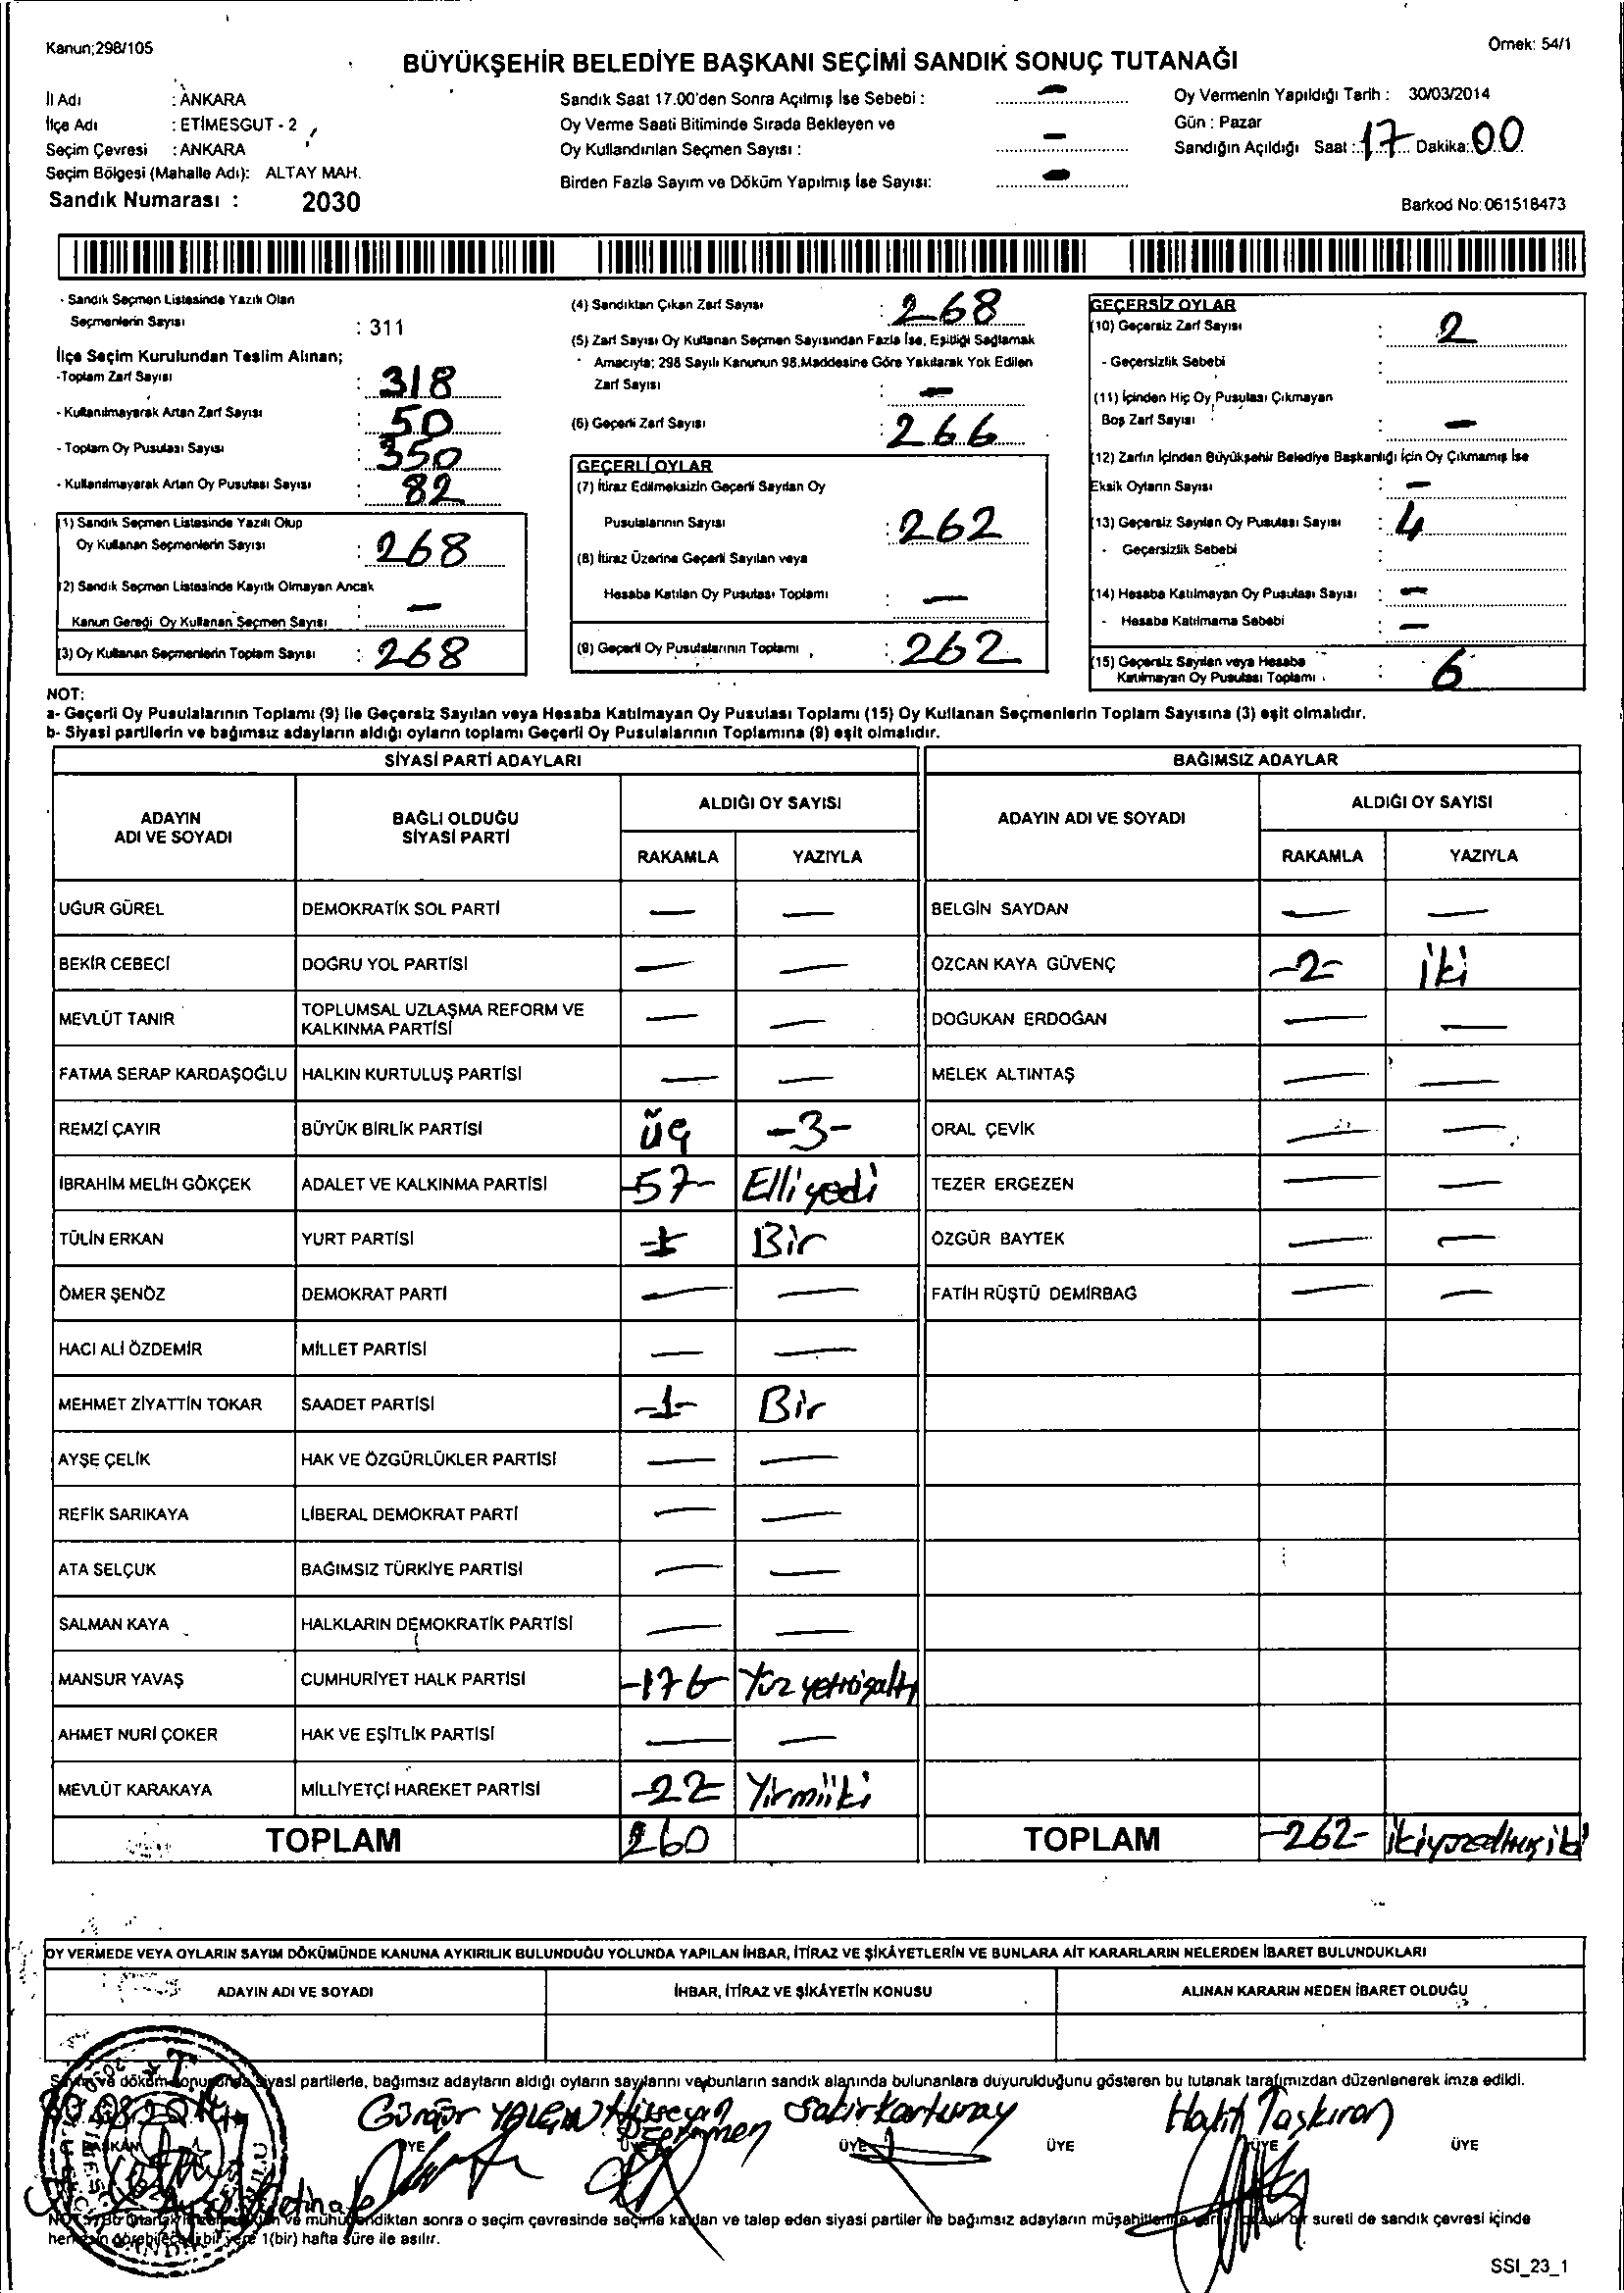 Kanun;298/105
Örnek: 54/1
BÜYÜKŞEHİR BELEDİYE BAŞKANI SEÇİMİ SANDIK SONUÇ TUTANAĞI
İl Adı : ANKARA
İlçe Adı : ETİMESGUT - 2
Seçim Çevresi : ANKARA
Seçim Bölgesi (Mahalle Adı): ALTAY MAH.
Sandık Numarası : 2030
Sandık Saat 17.00'den Sonra Açılmış İse Sebebi : –
Oy Verme Saati Bitiminde Sırada Bekleyen ve
Oy Kullandırılan Seçmen Sayısı : –
Birden Fazla Sayım ve Döküm Yapılmış İse Sayısı: –
Oy Vermenin Yapıldığı Tarih : 30/03/2014
Gün : Pazar
Sandığın Açıldığı Saat : 17 Dakika: 00
Barkod No: 061518473
- Sandık Seçmen Listesinde Yazılı Olan
Seçmenlerin Sayısı : 311
İlçe Seçim Kurulundan Teslim Alınan;
-Toplam Zarf Sayısı : 318
- Kullanılmayarak Artan Zarf Sayısı : 50
- Toplam Oy Pusulası Sayısı : 350
- Kullanılmayarak Artan Oy Pusulası Sayısı : 82
(1) Sandık Seçmen Listesinde Yazılı Olup
Oy Kullanan Seçmenlerin Sayısı : 268
(2) Sandık Seçmen Listesinde Kayıtlı Olmayan Ancak
Kanun Gereği Oy Kullanan Seçmen Sayısı : –
(3) Oy Kullanan Seçmenlerin Toplam Sayısı : 268
(4) Sandıktan Çıkan Zarf Sayısı : 268
(5) Zarf Sayısı Oy Kullanan Seçmen Sayısından Fazla İse, Eşitliği Sağlamak
Amacıyla; 298 Sayılı Kanunun 98.Maddesine Göre Yakılarak Yok Edilen
Zarf Sayısı : –
(6) Geçerli Zarf Sayısı : 266
GEÇERLİ OYLAR
(7) İtiraz Edilmeksizin Geçerli Sayılan Oy
Pusulalarının Sayısı : 262
(8) İtiraz Üzerine Geçerli Sayılan veya
Hesaba Katılan Oy Pusulası Toplamı : –
(9) Geçerli Oy Pusulalarının Toplamı : 262
GEÇERSİZ OYLAR
(10) Geçersiz Zarf Sayısı : 2
- Geçersizlik Sebebi :
(11) İçinden Hiç Oy Pusulası Çıkmayan
Boş Zarf Sayısı : –
(12) Zarfın İçinden Büyükşehir Belediye Başkanlığı İçin Oy Çıkmamış İse
Eksik Oyların Sayısı : –
(13) Geçersiz Sayılan Oy Pusulası Sayısı : 4
- Geçersizlik Sebebi :
(14) Hesaba Katılmayan Oy Pusulası Sayısı : –
- Hesaba Katılmama Sebebi : –
(15) Geçersiz Sayılan veya Hesaba
Katılmayan Oy Pusulası Toplamı : 6
NOT:
a- Geçerli Oy Pusulalarının Toplamı (9) ile Geçersiz Sayılan veya Hesaba Katılmayan Oy Pusulası Toplamı (15) Oy Kullanan Seçmenlerin Toplam Sayısına (3) eşit olmalıdır.
b- Siyasi partilerin ve bağımsız adayların aldığı oyların toplamı Geçerli Oy Pusulalarının Toplamına (9) eşit olmalıdır.
SİYASİ PARTİ ADAYLARI
ADAYIN ADI VE SOYADI
BAĞLI OLDUĞU SİYASİ PARTİ
ALDIĞI OY SAYISI
RAKAMLA YAZIYLA
UĞUR GÜREL DEMOKRATİK SOL PARTİ – –
BEKİR CEBECİ DOĞRU YOL PARTİSİ – –
MEVLÜT TANIR TOPLUMSAL UZLAŞMA REFORM VE KALKINMA PARTİSİ – –
FATMA SERAP KARDAŞOĞLU HALKIN KURTULUŞ PARTİSİ – –
REMZİ ÇAYIR BÜYÜK BİRLİK PARTİSİ üç -3-
İBRAHİM MELİH GÖKÇEK ADALET VE KALKINMA PARTİSİ -57- Elliyedi
TÜLİN ERKAN YURT PARTİSİ -1- Bir
ÖMER ŞENÖZ DEMOKRAT PARTİ – –
HACI ALİ ÖZDEMİR MİLLET PARTİSİ – –
MEHMET ZİYATTİN TOKAR SAADET PARTİSİ -1- Bir
AYŞE ÇELİK HAK VE ÖZGÜRLÜKLER PARTİSİ – –
REFİK SARIKAYA LİBERAL DEMOKRAT PARTİ – –
ATA SELÇUK BAĞIMSIZ TÜRKİYE PARTİSİ – –
SALMAN KAYA HALKLARIN DEMOKRATİK PARTİSİ – –
MANSUR YAVAŞ CUMHURİYET HALK PARTİSİ -176- Yüz yetmişaltı
AHMET NURİ ÇOKER HAK VE EŞİTLİK PARTİSİ – –
MEVLÜT KARAKAYA MİLLİYETÇİ HAREKET PARTİSİ -22- Yirmiiki
TOPLAM 260
BAĞIMSIZ ADAYLAR
ADAYIN ADI VE SOYADI
ALDIĞI OY SAYISI
RAKAMLA YAZIYLA
BELGİN SAYDAN – –
ÖZCAN KAYA GÜVENÇ -2- iki
DOĞUKAN ERDOĞAN – –
MELEK ALTINTAŞ – –
ORAL ÇEVİK – –
TEZER ERGEZEN – –
ÖZGÜR BAYTEK – –
FATİH RÜŞTÜ DEMİRBAĞ – –
TOPLAM -262-
OY VERMEDE VEYA OYLARIN SAYIM DÖKÜMÜNDE KANUNA AYKIRILIK BULUNDUĞU YOLUNDA YAPILAN İHBAR, İTİRAZ VE ŞİKÂYETLERİN VE BUNLARA AİT KARARLARIN NELERDEN İBARET BULUNDUKLARI
ADAYIN ADI VE SOYADI
İHBAR, İTİRAZ VE ŞİKÂYETİN KONUSU
ALINAN KARARIN NEDEN İBARET OLDUĞU
Sayım ve döküm sonucunda siyasi partilerle, bağımsız adayların aldığı oyların sayılarını ve bunların sandık alanında bulunanlara duyurulduğunu gösteren bu tutanak tarafımızdan düzenlenerek imza edildi.
Güngör YALÇIN Hüseyin Şakir Kartunay Halit Taşkıran
BAŞKAN ÜYE ÜYE ÜYE ÜYE ÜYE ÜYE
ve mühürlendikten sonra o seçim çevresinde seçime katılan ve talep eden siyasi partiler ile bağımsız adayların müşahitlerine
bir sureti de sandık çevresi içinde
1(bir) hafta süre ile asılır.
SSI_23_1